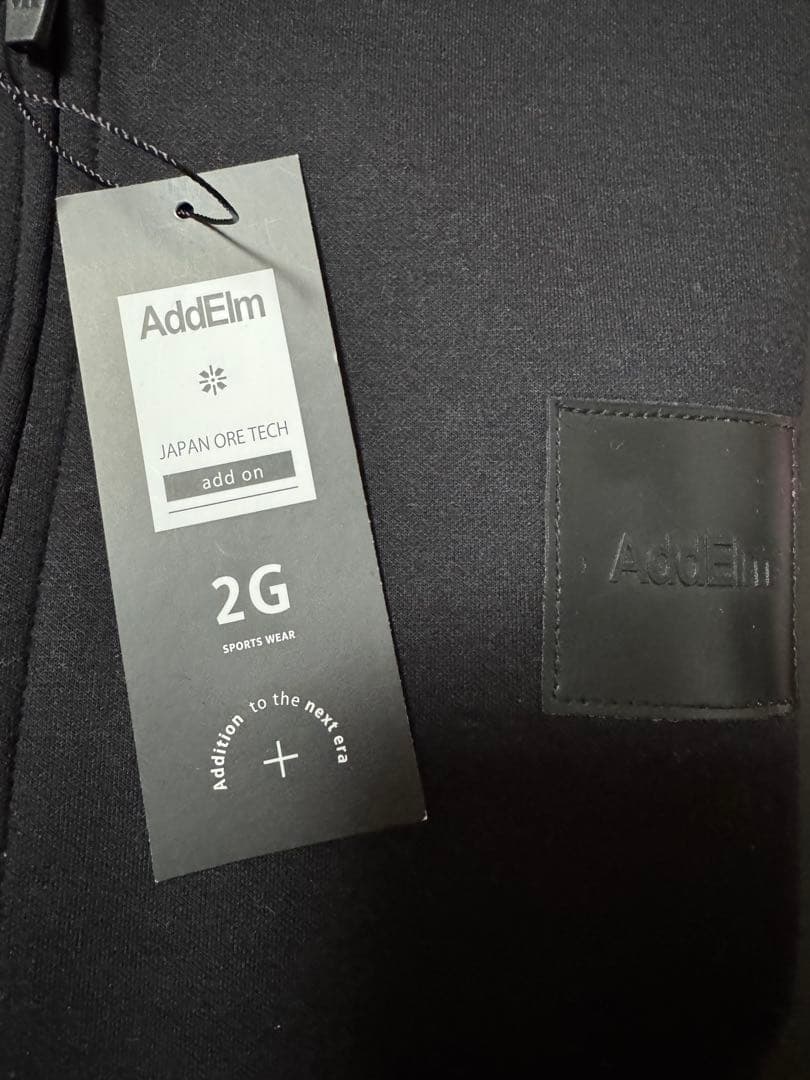 AddElm
JAPAN ORE TECH
add on
2G
SPORTS WEAR
Addition to the next era
AddElm